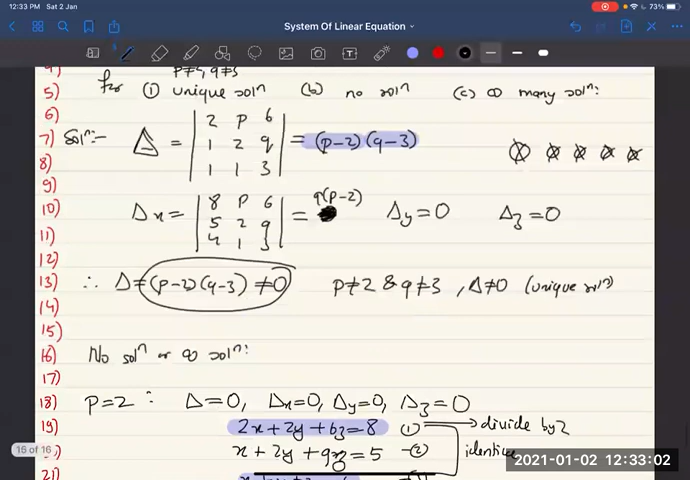 12:33 PM Sat 2 Jan
73%
System Of Linear Equation
4) p≠2, q≠3
5) for (1) unique solⁿ (b) no solⁿ (c) ∞ many solⁿ:
6)
7) Solⁿ:- Δ = | 2 p 6 | 1 2 q | 1 1 3 | = (p-2)(q-3)
8)
9)
10) Δx = | 8 p 6 | 5 2 q | 4 1 3 | = q(p-2) Δy=0 Δz=0
11)
12)
13) ∴ Δ=(p-2)(q-3)≠0 p≠2 & q≠3, Δ≠0 (unique solⁿ)
14)
15)
16) No solⁿ or ∞ solⁿ:
17)
18) p=2 : Δ=0, Δx=0, Δy=0, Δz=0
19) 2x+2y+6z=8 (1) → divide by 2
x+2y+qz=5 -(2) identic
16 of 16
21)
2021-01-02 12:33:02